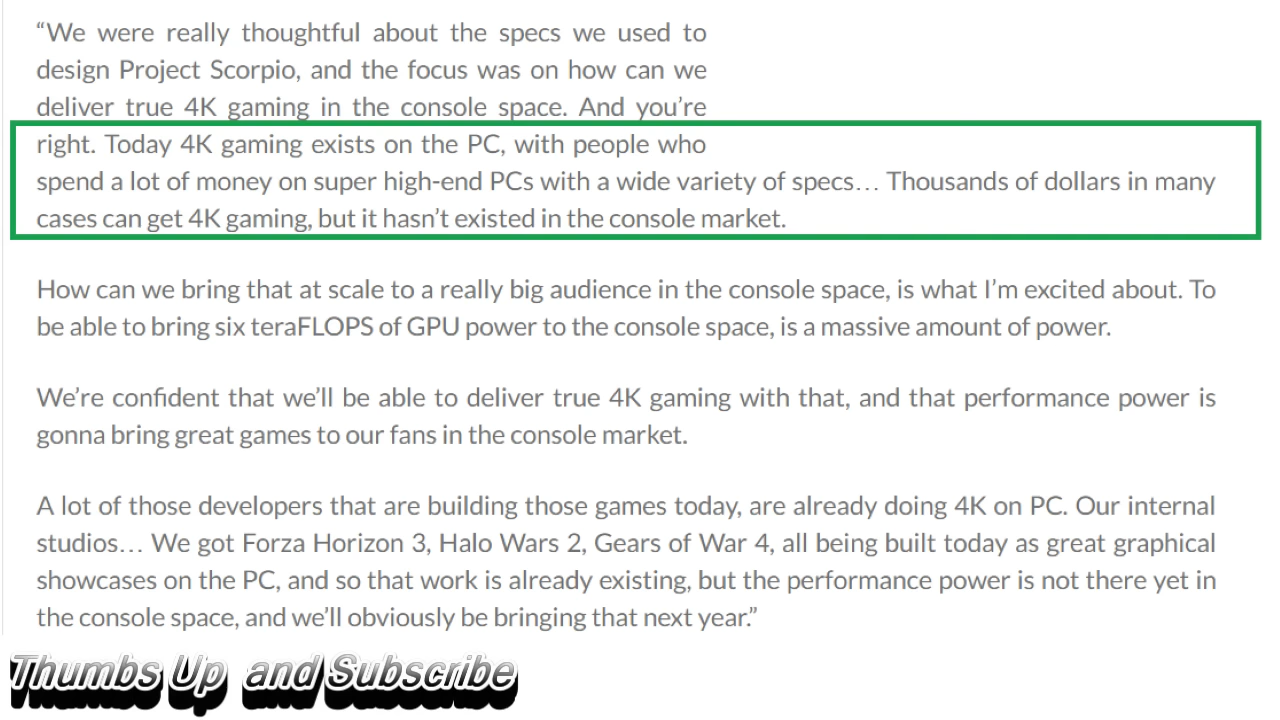 “We were really thoughtful about the specs we used to
design Project Scorpio, and the focus was on how can we
deliver true 4K gaming in the console space. And you’re
right. Today 4K gaming exists on the PC, with people who
spend a lot of money on super high-end PCs with a wide variety of specs… Thousands of dollars in many
cases can get 4K gaming, but it hasn’t existed in the console market.
How can we bring that at scale to a really big audience in the console space, is what I’m excited about. To
be able to bring six teraFLOPS of GPU power to the console space, is a massive amount of power.
We’re confident that we’ll be able to deliver true 4K gaming with that, and that performance power is
gonna bring great games to our fans in the console market.
A lot of those developers that are building those games today, are already doing 4K on PC. Our internal
studios… We got Forza Horizon 3, Halo Wars 2, Gears of War 4, all being built today as great graphical
showcases on the PC, and so that work is already existing, but the performance power is not there yet in
the console space, and we’ll obviously be bringing that next year.”
Thumbs Up and Subscribe